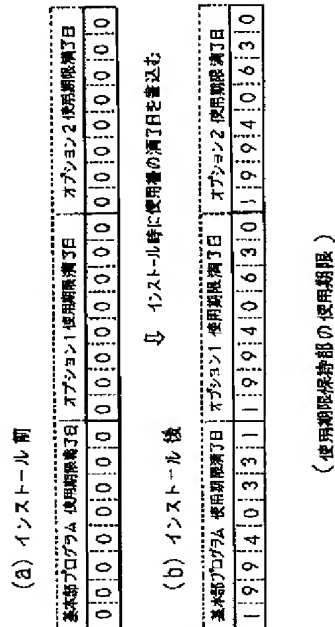 (a) インストール前
基本部プログラム 使用期限満了日 オプション1 使用期限満了日 オプション2 使用期限満了日
0 0 0 0 0 0 0 0 0 0 0 0 0 0 0 0 0 0 0 0 0 0 0 0
⇩ インストール時に使用権の満了日を書込む
(b) インストール後
基本部プログラム 使用期限満了日 オプション1 使用期限満了日 オプション2 使用期限満了日
1 9 9 4 0 3 3 1 1 9 9 4 0 6 3 0 1 9 9 4 0 6 3 0
(使用期限保持部の使用期限)